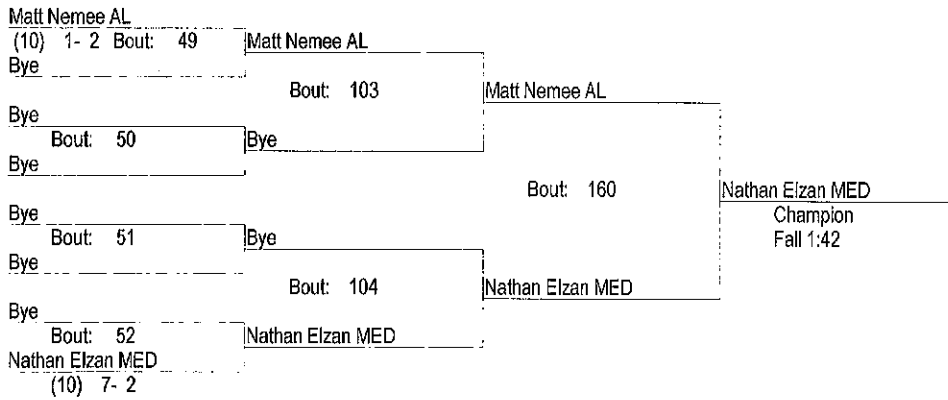 Matt Nemee AL
(10) 1- 2 Bout: 49
Matt Nemee AL
Bye
Bout: 103
Matt Nemee AL
Bye
Bout: 50
Bye
Bye
Bout: 160
Nathan Elzan MED
Bye
Champion
Bout: 51
Bye
Fall 1:42
Bye
Bout: 104
Nathan Elzan MED
Bye
Bout: 52
Nathan Elzan MED
Nathan Elzan MED
(10) 7- 2